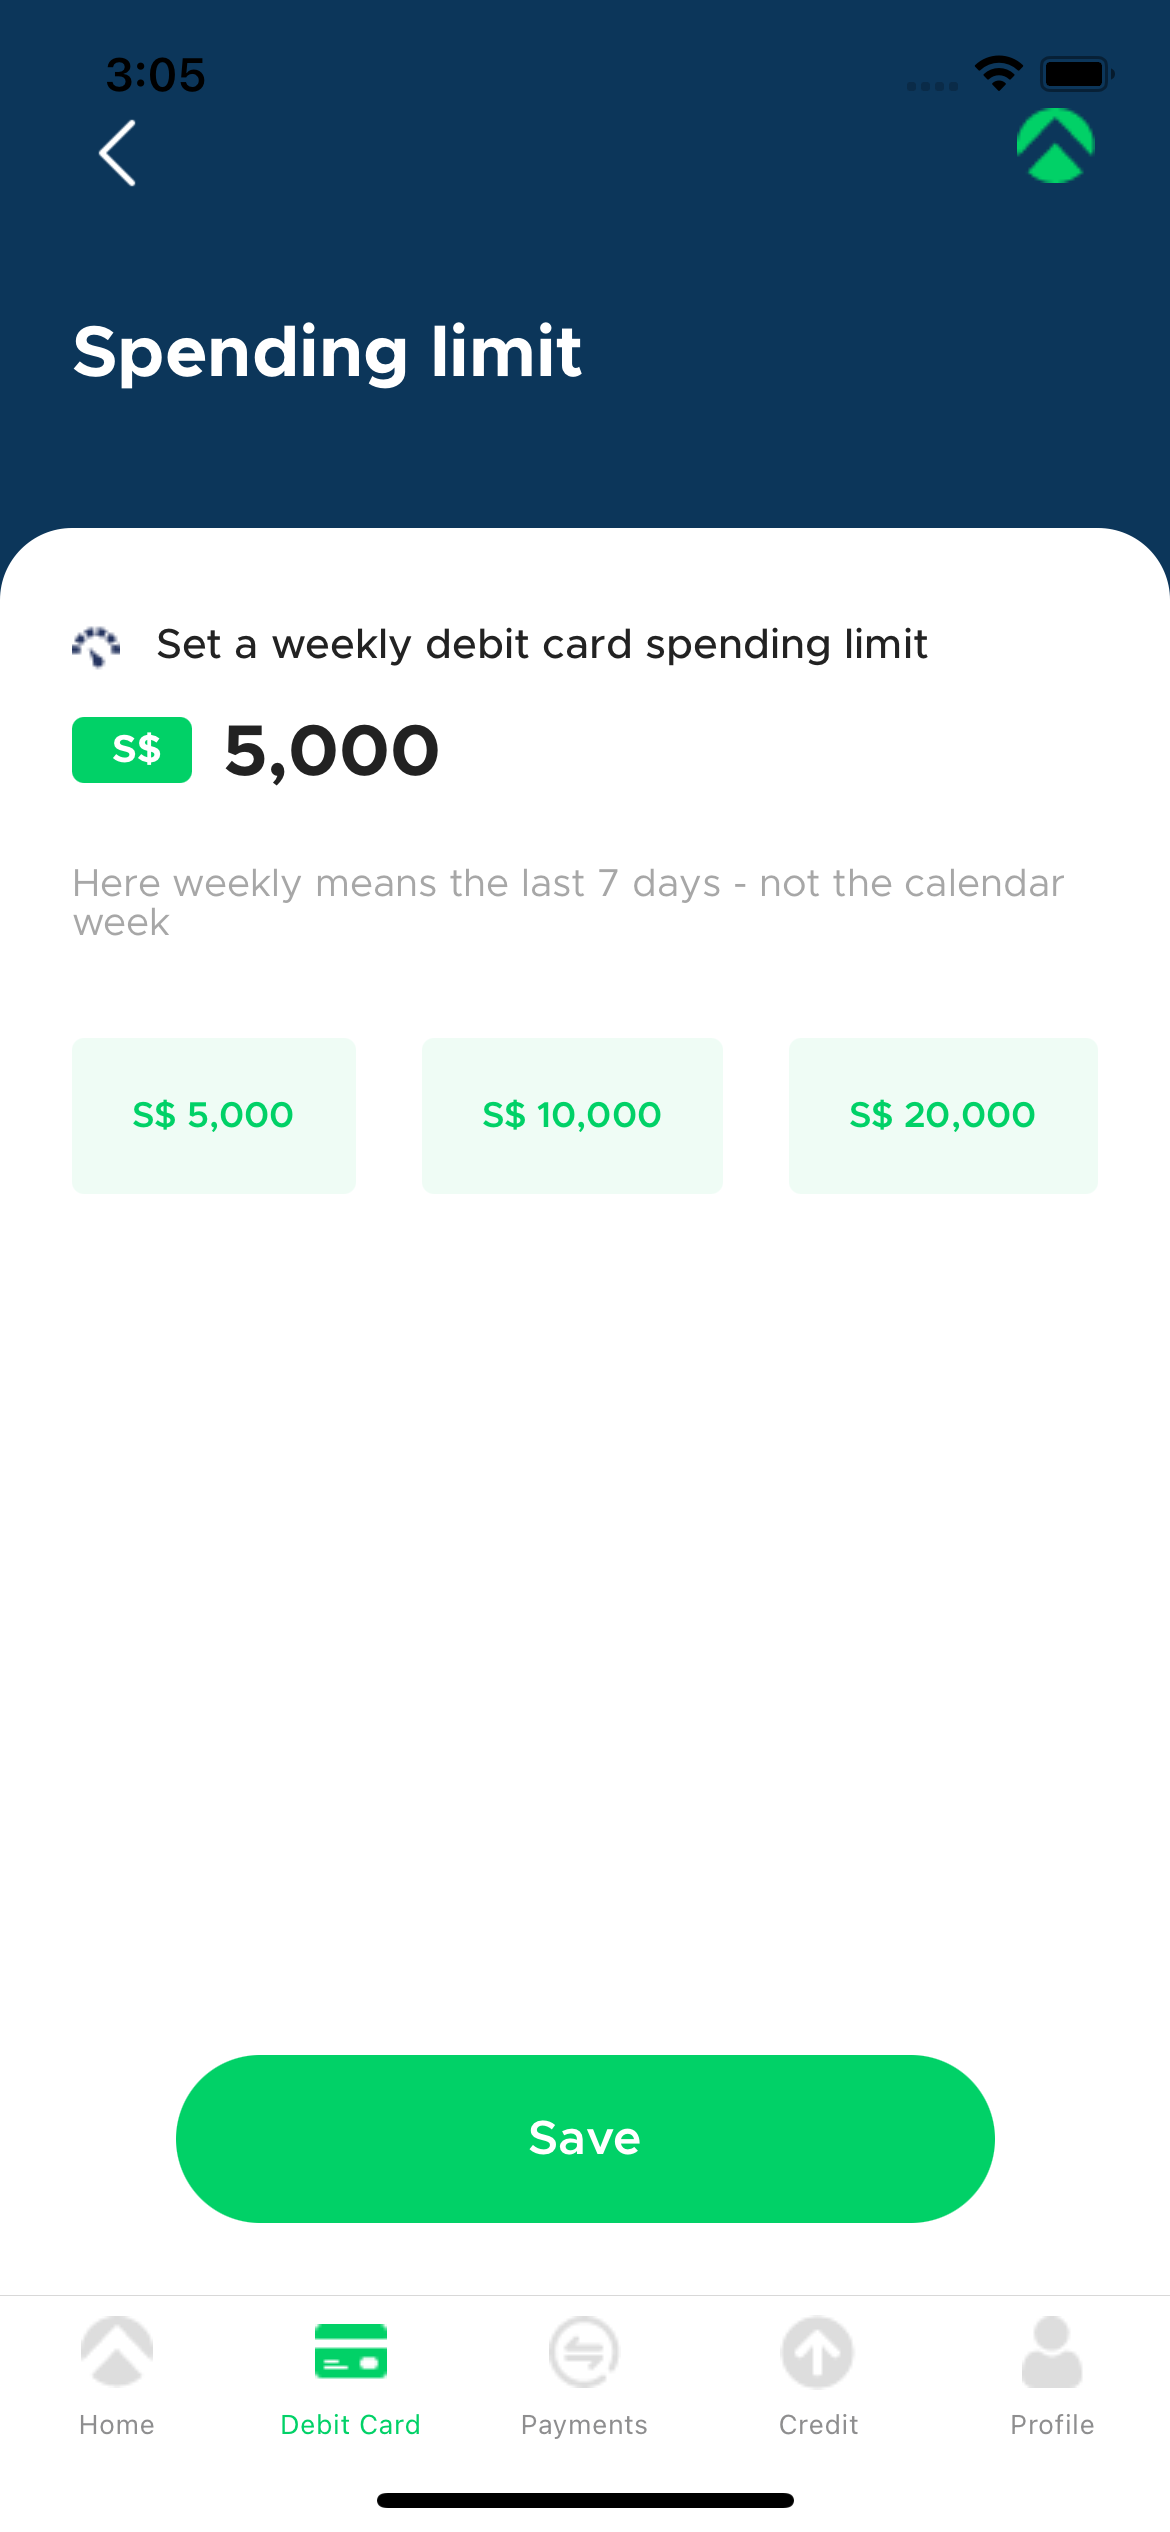 3:05
Spending limit
Set a weekly debit card spending limit
S$ 5,000
Here weekly means the last 7 days - not the calendar
week
S$ 5,000 S$ 10,000 S$ 20,000
Save
Home Debit Card Payments Credit Profile